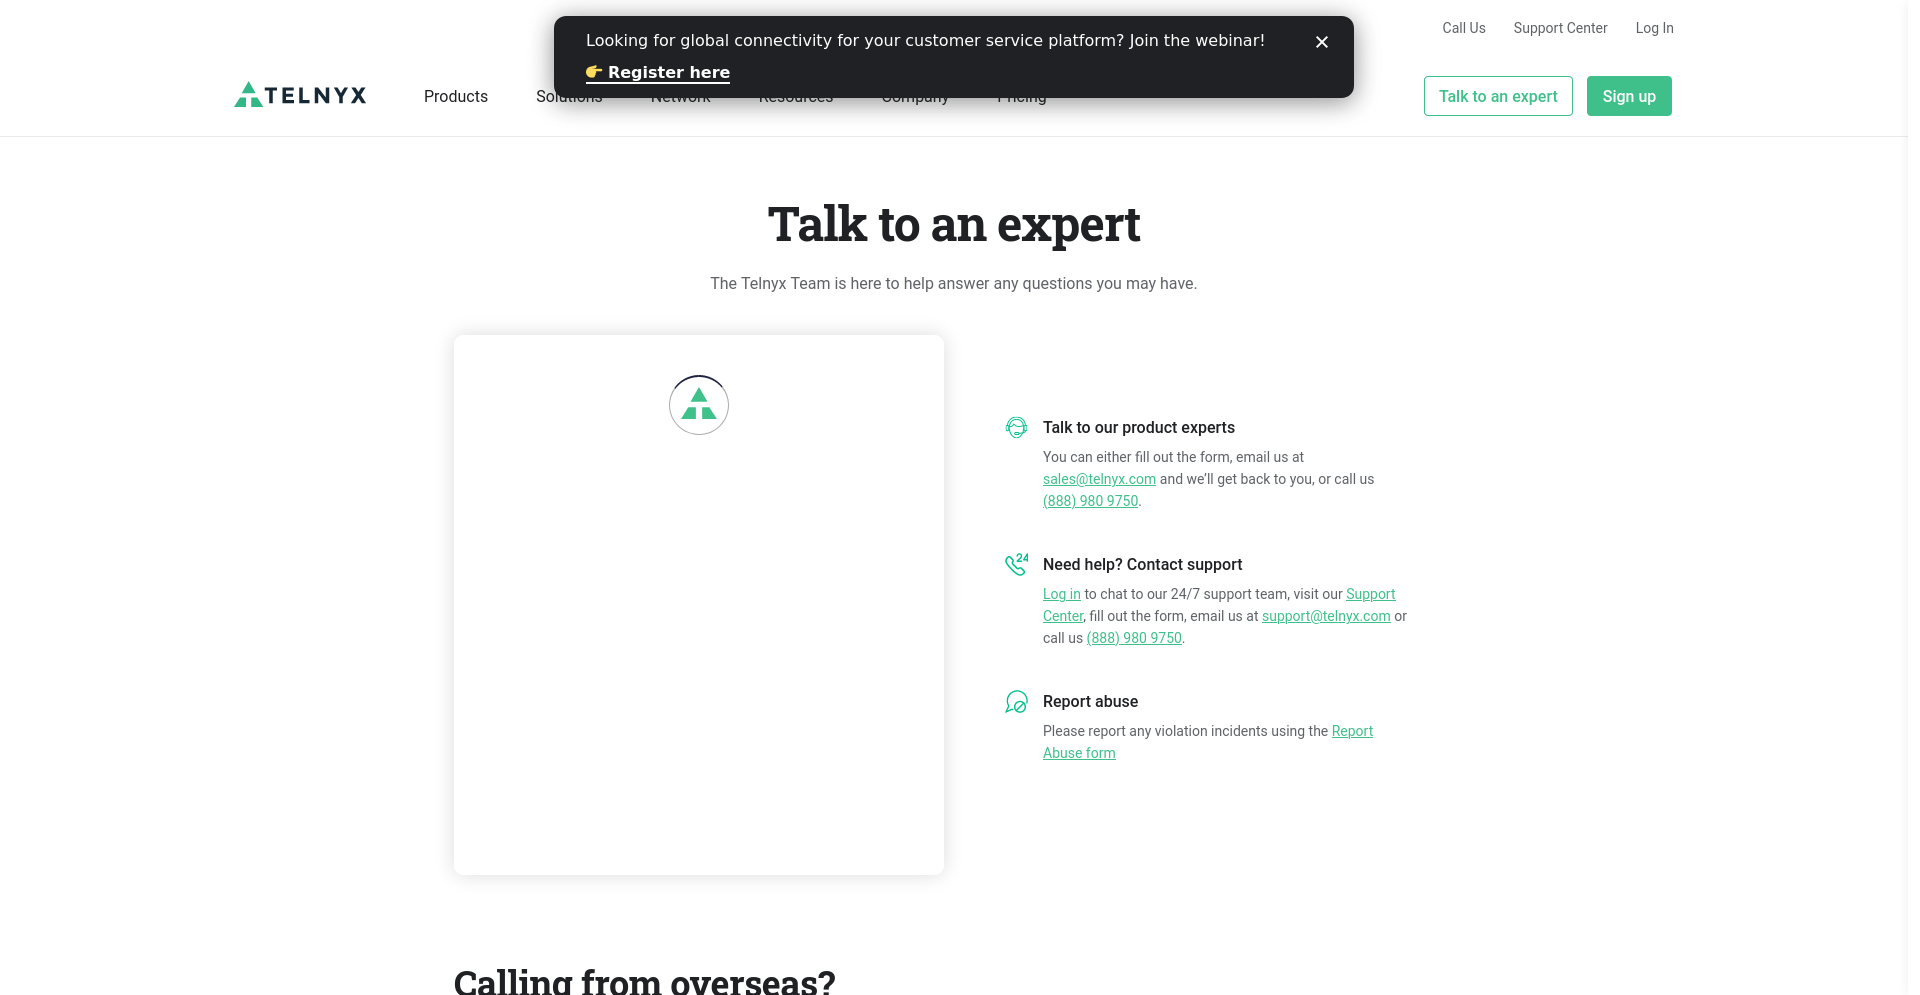 Call Us Support Center Log In
Looking for global connectivity for your customer service platform? Join the webinar!
👉 Register here
TELNYX Products Solutions Network Resources Company Pricing Talk to an expert Sign up
Talk to an expert
The Telnyx Team is here to help answer any questions you may have.
Talk to our product experts
You can either fill out the form, email us at
sales@telnyx.com and we’ll get back to you, or call us
(888) 980 9750.
24
Need help? Contact support
Log in to chat to our 24/7 support team, visit our Support
Center, fill out the form, email us at support@telnyx.com or
call us (888) 980 9750.
Report abuse
Please report any violation incidents using the Report
Abuse form
Calling from overseas?